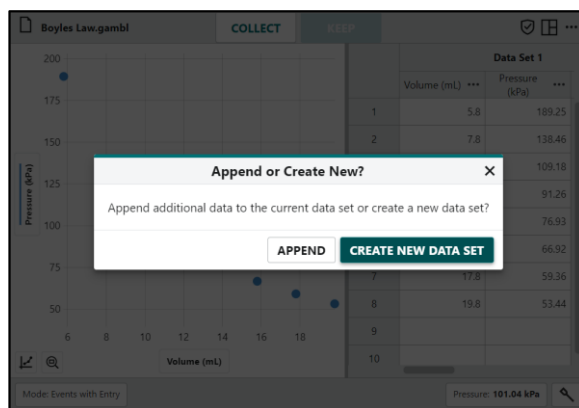 Boyles Law.gambl
COLLECT
KEEP
200
175
150
125
100
75
50
6 8 10 12 14 16 18
Pressure (kPa)
Volume (mL)
Data Set 1
Volume (mL) Pressure (kPa)
1 5.8 189.25
2 7.8 138.46
109.18
91.26
76.93
66.92
7 17.8 59.36
8 19.8 53.44
9
10
Append or Create New?
Append additional data to the current data set or create a new data set?
APPEND
CREATE NEW DATA SET
Mode: Events with Entry
Pressure: 101.04 kPa